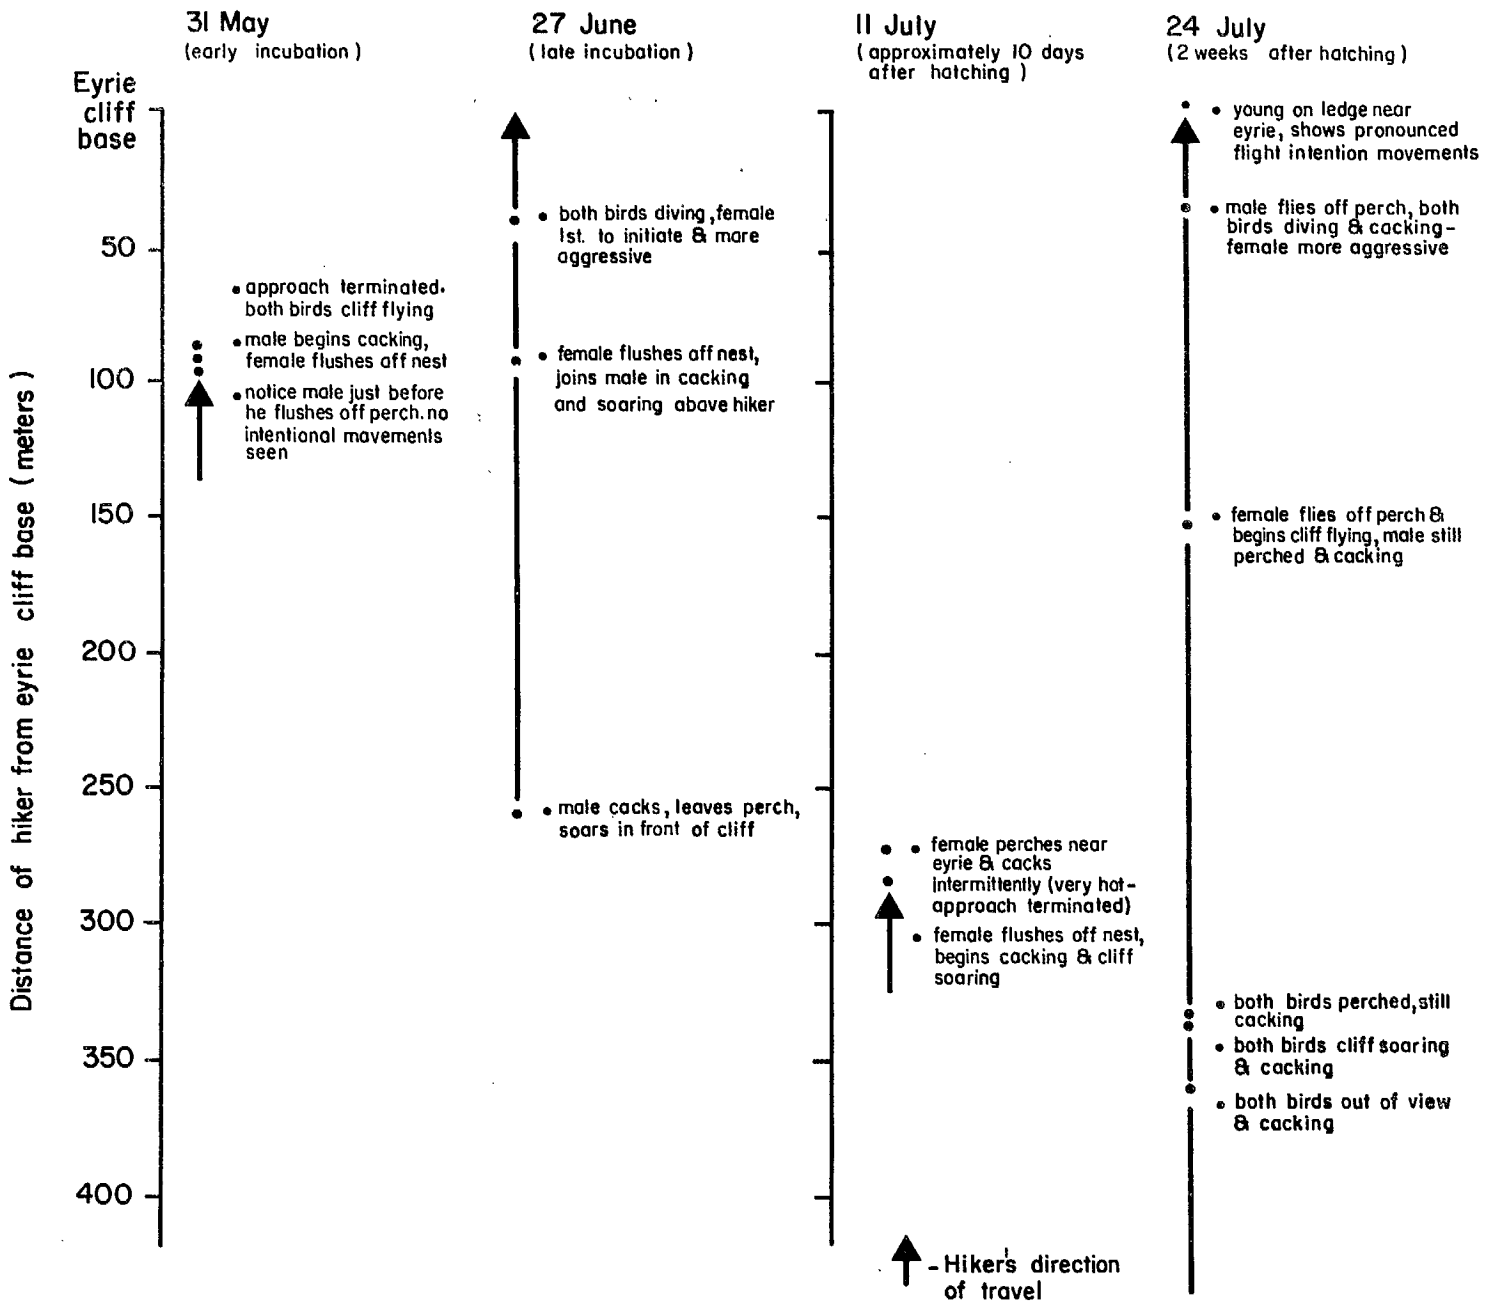 31 May
(early incubation)
27 June
(late incubation)
11 July
(approximately 10 days
after hatching)
24 July
(2 weeks after hatching)
Eyrie
cliff
base
50
100
150
200
250
300
350
400
Distance of hiker from eyrie cliff base (meters)
• approach terminated.
both birds cliff flying
• male begins cacking,
female flushes off nest
• notice male just before
he flushes off perch. no
intentional movements
seen
• both birds diving, female
1st. to initiate & more
aggressive
• female flushes off nest,
joins male in cacking
and soaring above hiker
• male cacks, leaves perch,
soars in front of cliff
• female perches near
eyrie & cacks
intermittently (very hot-
approach terminated)
• female flushes off nest,
begins cacking & cliff
soaring
• young on ledge near
eyrie, shows pronounced
flight intention movements
• male flies off perch, both
birds diving & cacking-
female more aggressive
• female flies off perch &
begins cliff flying, male still
perched & cacking
• both birds perched, still
cacking
• both birds cliff soaring
& cacking
• both birds out of view
& cacking
- Hiker's direction
of travel